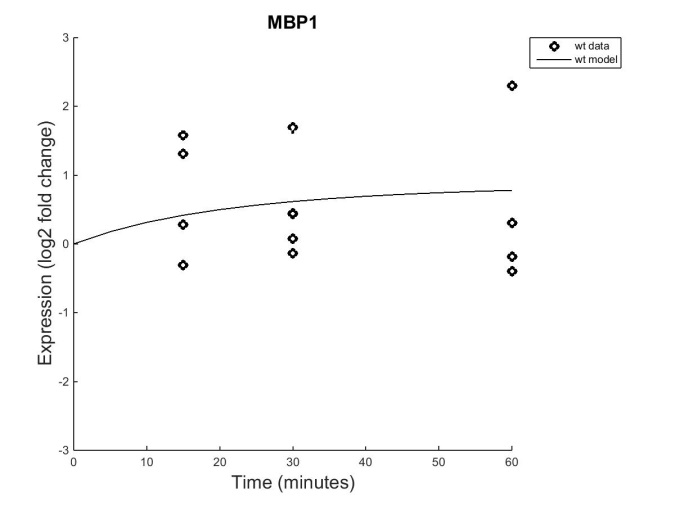 MBP1
wt data
wt model
3
2
1
0
-1
-2
-3
0 10 20 30 40 50 60
Expression (log2 fold change)
Time (minutes)